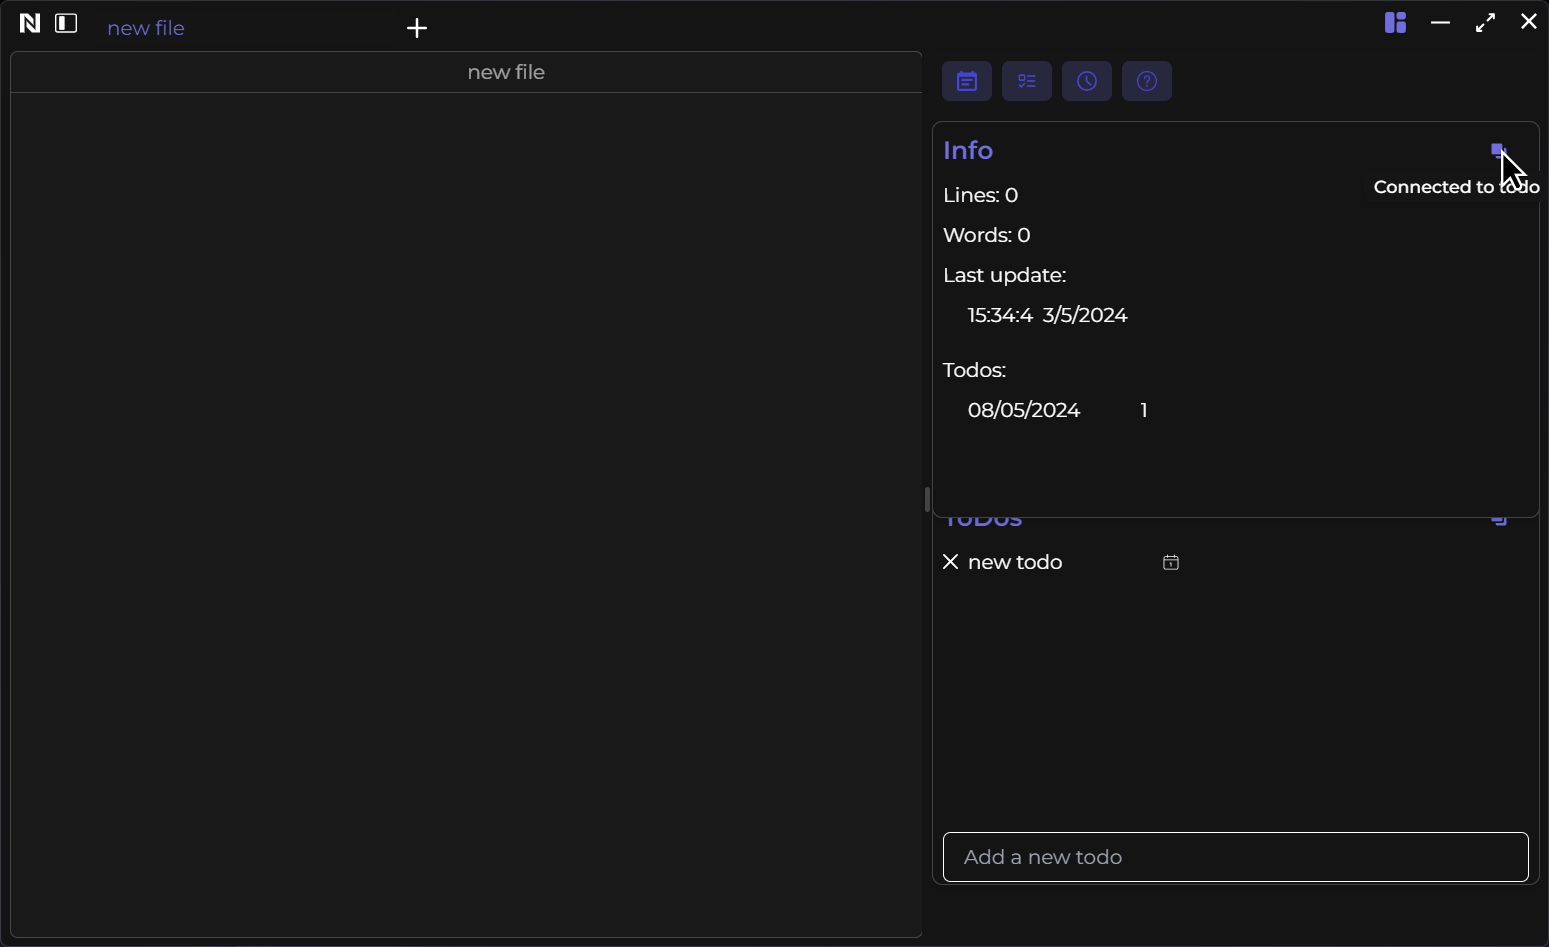 N new file
new file
Info
Connected to todo
Lines: 0
Words: 0
Last update:
15:34:4 3/5/2024
Todos:
08/05/2024 1
ToDos
new todo
Add a new todo